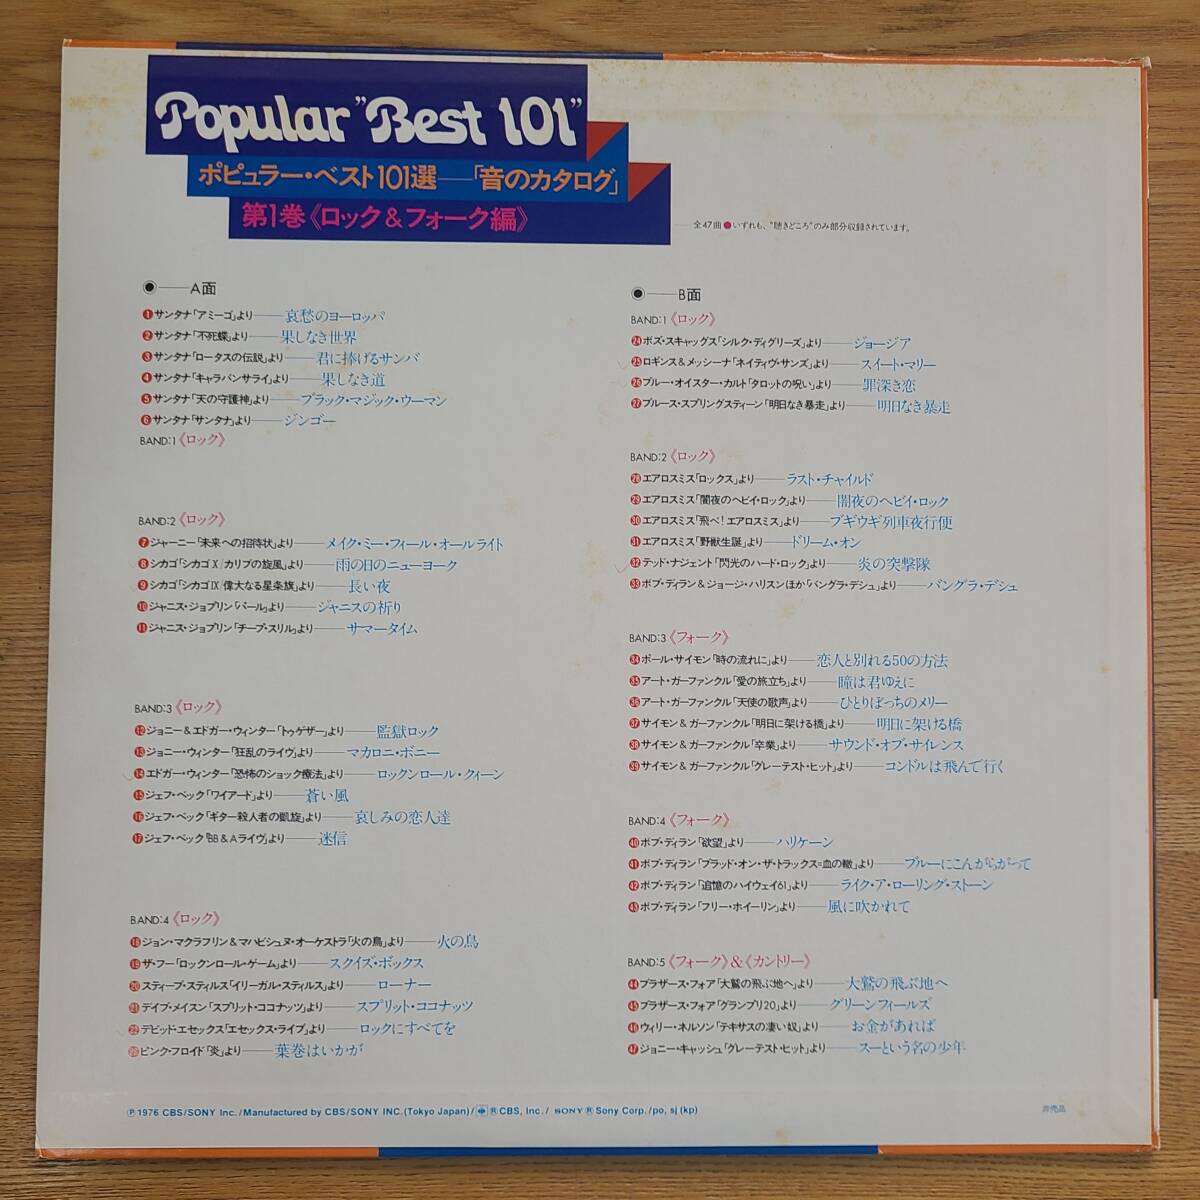 Popular "Best 101"
ポピュラー・ベスト101選──「音のカタログ」
第1巻《ロック&フォーク編》
──全47曲●いずれも、"聴きどころ"のみ部分収録されています。
◉──A面
❶サンタナ「アミーゴ」より──哀愁のヨーロッパ
❷サンタナ「不死蝶」より──果しなき世界
❸サンタナ「ロータスの伝説」より──君に捧げるサンバ
❹サンタナ「キャラバンサライ」より──果しなき道
❺サンタナ「天の守護神」より──ブラック・マジック・ウーマン
❻サンタナ「サンタナ」より──ジンゴー
BAND:1《ロック》
BAND:2《ロック》
❼ジャーニー「未来への招待状」より──メイク・ミー・フィール・オールライト
❽シカゴ「シカゴⅩ/カリブの旋風」より──雨の日のニューヨーク
❾シカゴ「シカゴⅨ偉大なる星条旗」より──長い夜
❿ジャニス・ジョプリン「パール」より──ジャニスの祈り
⓫ジャニス・ジョプリン「チープ・スリル」より──サマータイム
BAND:3《ロック》
⓬ジョニー&エドガー・ウィンター「トゥゲザー」より──監獄ロック
⓭ジョニー・ウィンター「狂乱のライヴ」より──マカロニ・ボニー
⓮エドガー・ウィンター「恐怖のショック療法」より──ロックンロール・クィーン
⓯ジェフ・ベック「ワイアード」より──蒼い風
⓰ジェフ・ベック「ギター殺人者の凱旋」より──哀しみの恋人達
⓱ジェフ・ベック「BB&Aライヴ」より──迷信
BAND:4《ロック》
⓲ジョン・マクラフリン&マハビシュヌ・オーケストラ「火の鳥」より──火の鳥
⓳ザ・フー「ロックンロール・ゲーム」より──スクイズ・ボックス
⓴スティーブ・スティルス「イリーガル・スティルス」より──ローナー
㉑デイブ・メイスン「スプリット・ココナッツ」より──スプリット・ココナッツ
㉒デビッド・エセックス「エセックス・ライブ」より──ロックにすべてを
㉓ピンク・フロイド「炎」より──葉巻はいかが
◉──B面
BAND:1《ロック》
㉔ボズ・スキャッグス「シルク・ディグリーズ」より──ジョージア
㉕ロギンス&メッシーナ「ネイティヴ・サンズ」より──スイート・マリー
㉖ブルー・オイスター・カルト「タロットの呪い」より──罪深き恋
㉗ブルース・スプリングスティーン「明日なき暴走」より──明日なき暴走
BAND:2《ロック》
㉘エアロスミス「ロックス」より──ラスト・チャイルド
㉙エアロスミス「闇夜のヘビイ・ロック」より──闇夜のヘビイ・ロック
㉚エアロスミス「飛べ!エアロスミス」より──ブギウギ列車夜行便
㉛エアロスミス「野獣生誕」より──ドリーム・オン
㉜テッド・ナジェント「閃光のハード・ロック」より──炎の突撃隊
㉝ボブ・ディラン&ジョージ・ハリスンほか「バングラ・デシュ」より──バングラ・デシュ
BAND:3《フォーク》
㉞ポール・サイモン「時の流れに」より──恋人と別れる50の方法
㉟アート・ガーファンクル「愛の旅立ち」より──瞳は君ゆえに
㊱アート・ガーファンクル「天使の歌声」より──ひとりぼっちのメリー
㊲サイモン&ガーファンクル「明日に架ける橋」より──明日に架ける橋
㊳サイモン&ガーファンクル「卒業」より──サウンド・オブ・サイレンス
㊴サイモン&ガーファンクル「グレーテスト・ヒット」より──コンドルは飛んで行く
BAND:4《フォーク》
㊵ボブ・ディラン「欲望」より──ハリケーン
㊶ボブ・ディラン「ブラッド・オン・ザ・トラックス=血の轍」より──ブルーにこんがらがって
㊷ボブ・ディラン「追憶のハイウェイ61」より──ライク・ア・ローリング・ストーン
㊸ボブ・ディラン「フリー・ホイーリン」より──風に吹かれて
BAND:5《フォーク》&《カントリー》
㊹ブラザース・フォア「大鷲の飛ぶ地へ」より──大鷲の飛ぶ地へ
㊺ブラザース・フォア「グランプリ20」より──グリーンフィールズ
㊻ウィリー・ネルソン「テキサスの凄い奴」より──お金があれば
㊼ジョニー・キャッシュ「グレーテスト・ヒット」より──スーという名の少年
Ⓟ1976 CBS/SONY Inc./Manufactured by CBS/SONY INC.(Tokyo Japan)/®CBS, Inc./ SONY®Sony Corp./po, sj(kp)
非売品